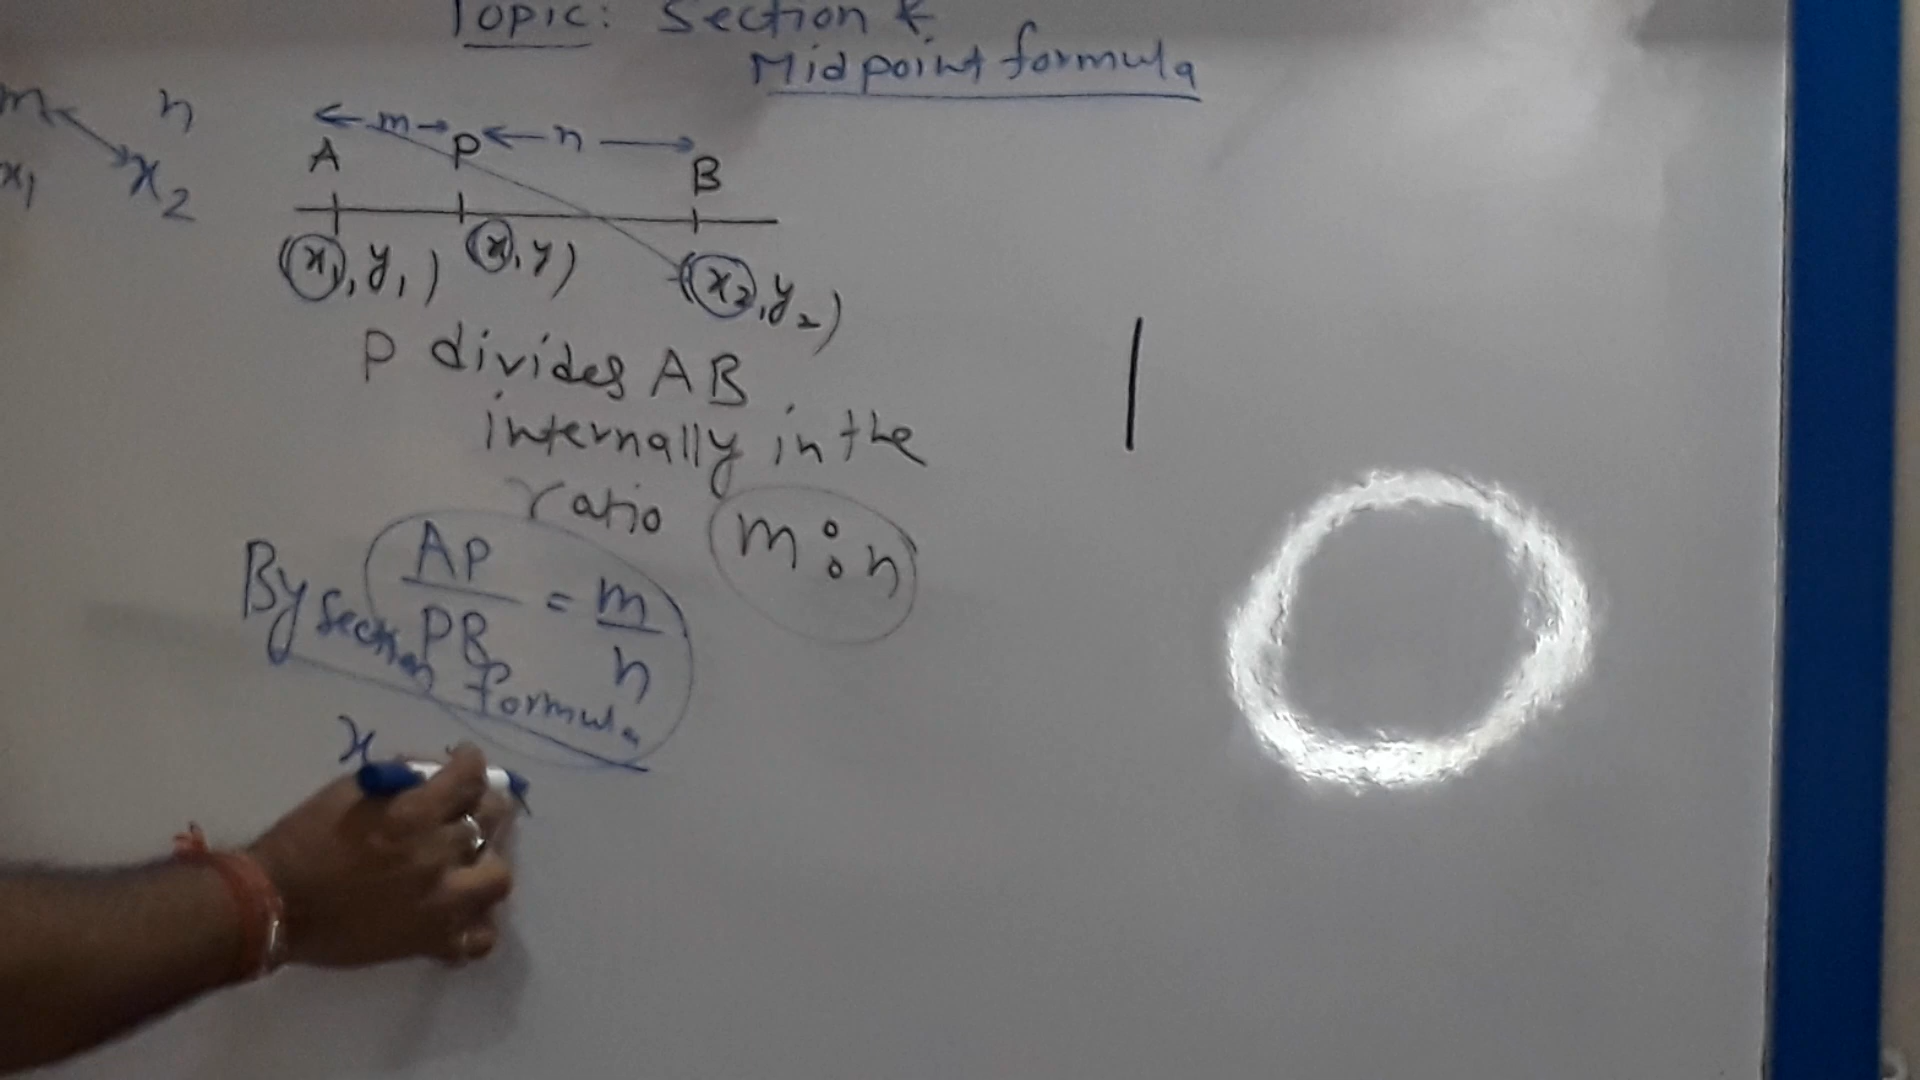 Topic: Section &
Midpoint formula
m n
x1 x2
m n
A P B
(x1, y1) (x, y) (x2, y2)
P divides AB
internally in the
ratio m : n
AP/PB = m/n
By section formula
x